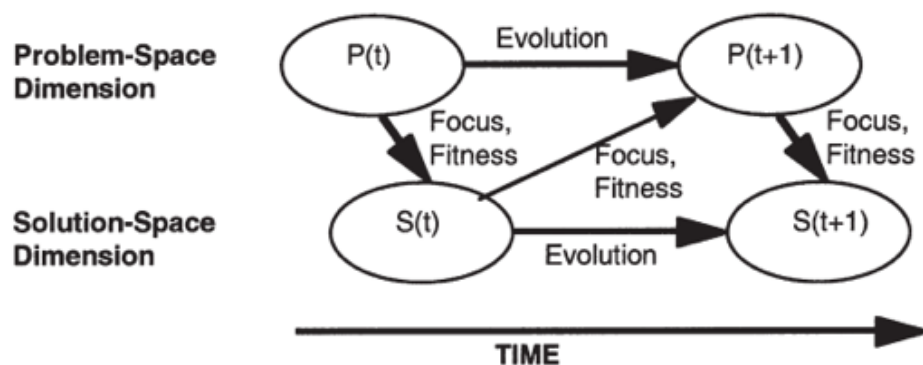 Problem-Space
Dimension
P(t)
Evolution
P(t+1)
Focus,
Fitness
Focus,
Fitness
Focus,
Fitness
Solution-Space
Dimension
S(t)
Evolution
S(t+1)
TIME